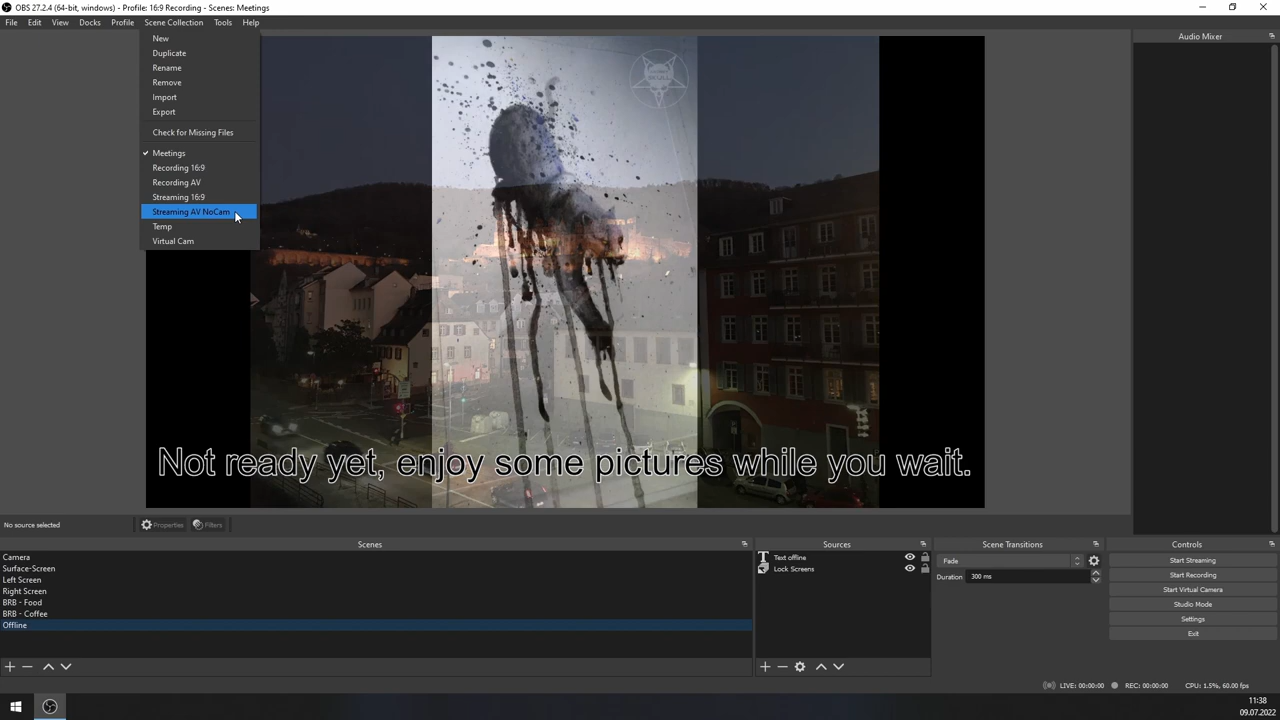 OBS 27.2.4 (64-bit, windows) - Profile: 16:9 Recording - Scenes: Meetings
File Edit View Docks Profile Scene Collection Tools Help
New
Duplicate
Rename
Remove
Import
Export
Check for Missing Files
Meetings
Recording 16:9
Recording AV
Streaming 16:9
Streaming AV NoCam
Temp
Virtual Cam
Audio Mixer
Not ready yet, enjoy some pictures while you wait.
No source selected Properties Filters
Scenes
Camera
Surface-Screen
Left Screen
Right Screen
BRB - Food
BRB - Coffee
Offline
Sources
Text offline
Lock Screens
Scene Transitions
Fade
Duration 300 ms
Controls
Start Streaming
Start Recording
Start Virtual Camera
Studio Mode
Settings
Exit
LIVE: 00:00:00 REC: 00:00:00 CPU: 1.5%, 60.00 fps
11:38
09.07.2022